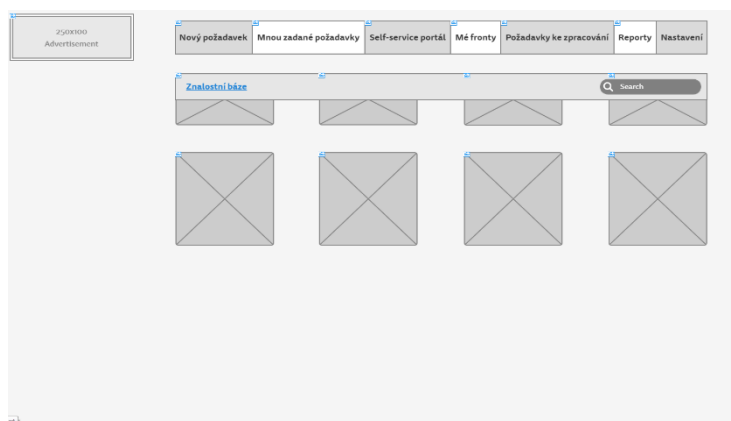 250x100
Advertisement
Nový požadavek Mnou zadané požadavky Self-service portál Mé fronty Požadavky ke zpracování Reporty Nastavení
Znalostní báze
Search